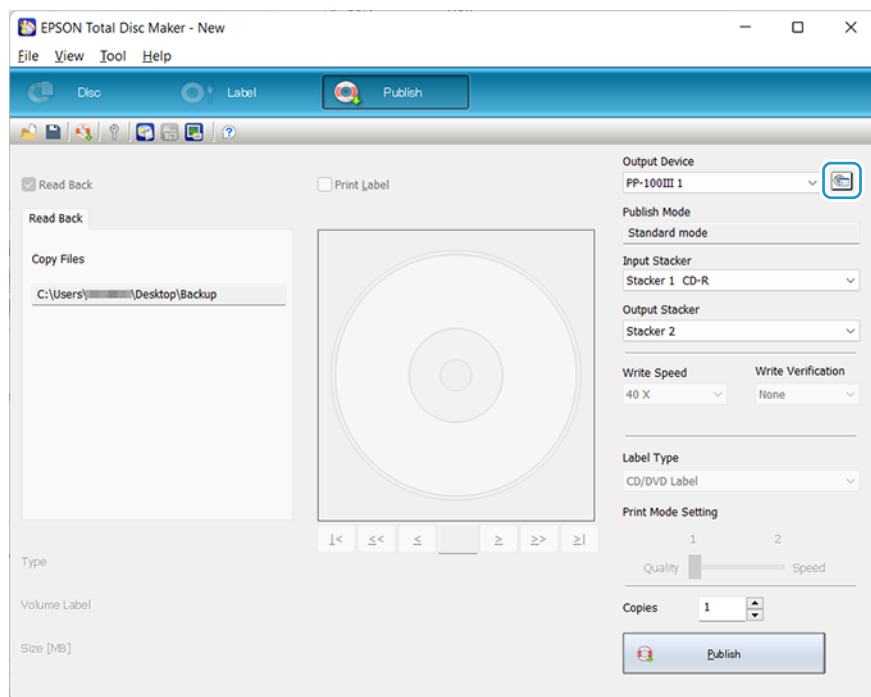 EPSON Total Disc Maker - New
File View Tool Help
Disc Label Publish
Read Back
Print Label
Read Back
Copy Files
C:\Users\ \Desktop\Backup
|< << < > >> >|
Type
Volume Label
Size [MB]
Output Device
PP-100III 1
Publish Mode
Standard mode
Input Stacker
Stacker 1 CD-R
Output Stacker
Stacker 2
Write Speed Write Verification
40 X None
Label Type
CD/DVD Label
Print Mode Setting
1 2
Quality Speed
Copies 1
Publish